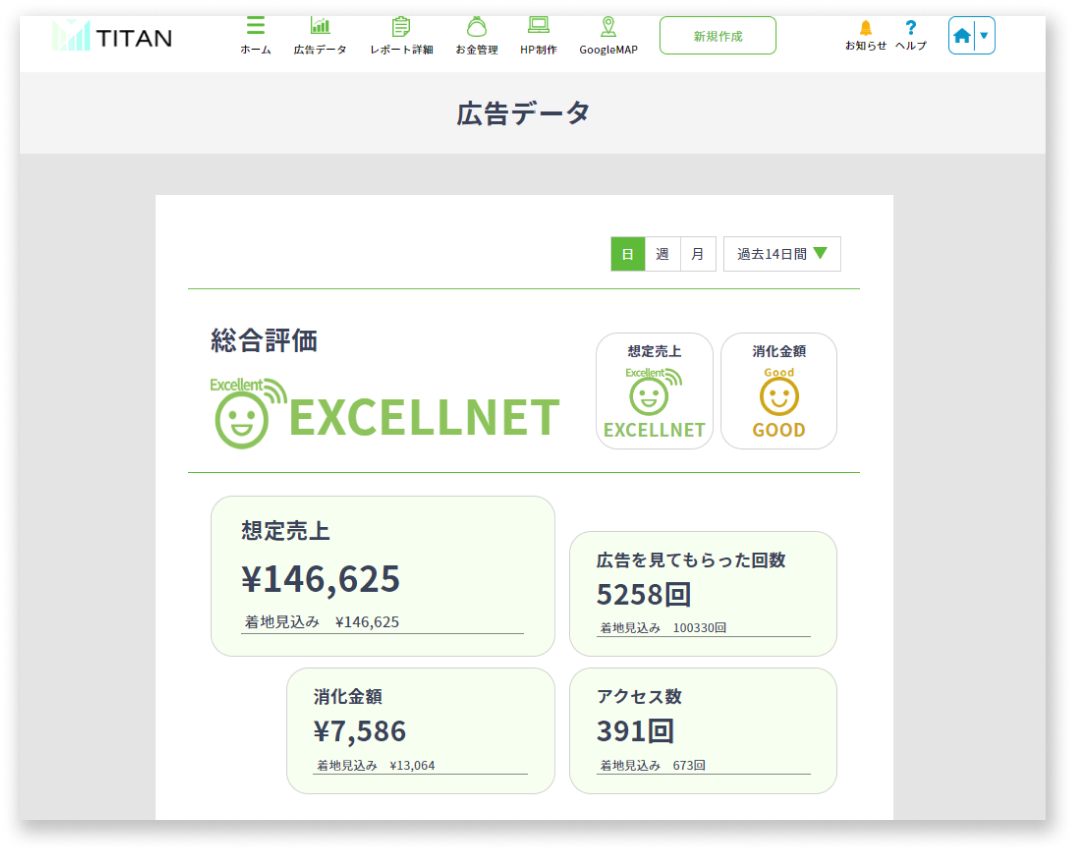 TITAN
ホーム
広告データ
レポート詳細
お金管理
HP制作
GoogleMAP
新規作成
お知らせ
ヘルプ
広告データ
日 週 月 過去14日間
総合評価
Excellent
EXCELLNET
想定売上
Excellent
EXCELLNET
消化金額
Good
GOOD
想定売上
¥146,625
着地見込み ¥146,625
広告を見てもらった回数
5258回
着地見込み 100330回
消化金額
¥7,586
着地見込み ¥13,064
アクセス数
391回
着地見込み 673回